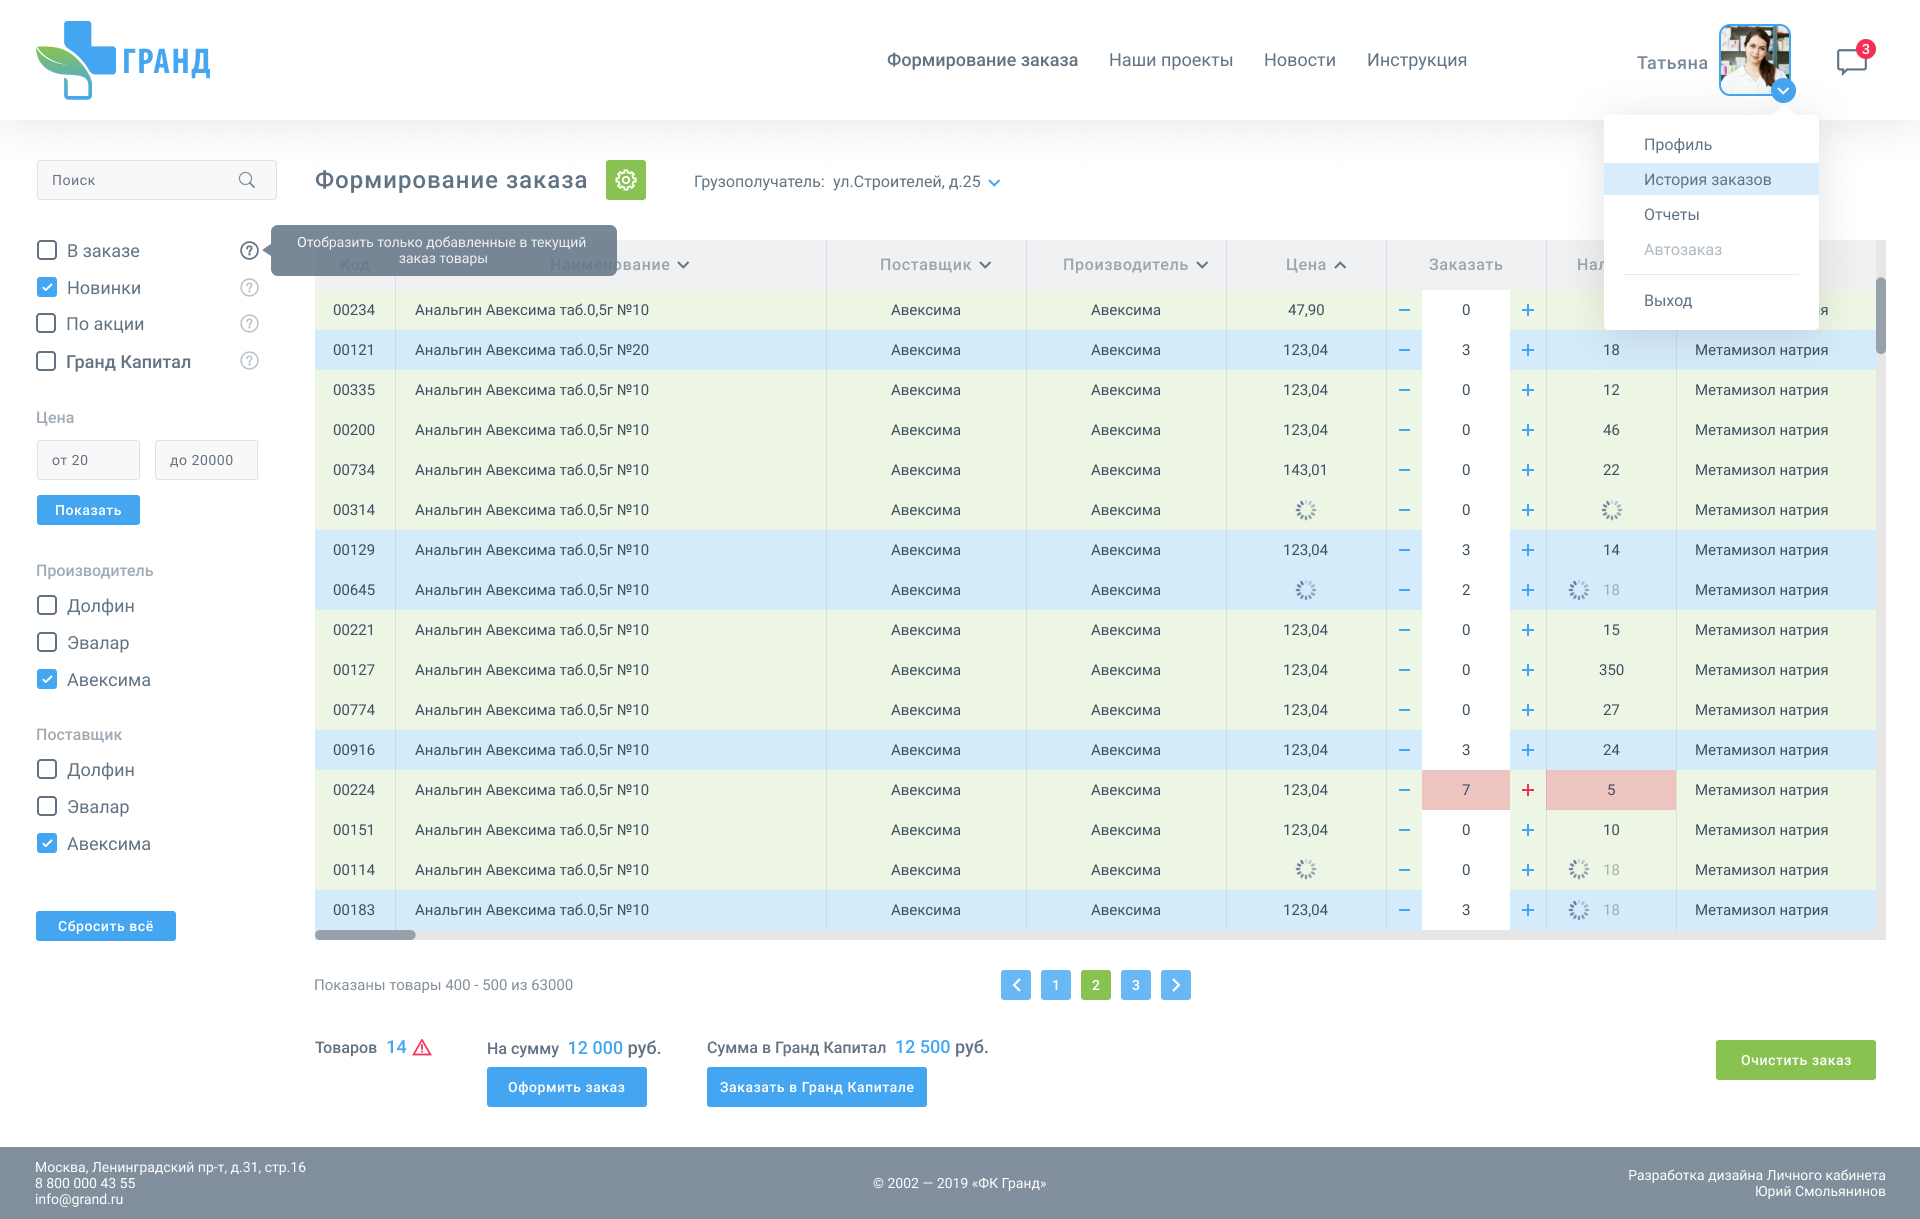 ГРАНД
Формирование заказа Наши проекты Новости Инструкция
Татьяна
3
Профиль
История заказов
Отчеты
Автозаказ
Выход
Поиск
Формирование заказа
Грузополучатель: ул.Строителей, д.25
В заказе ?
Отобразить только добавленные в текущий
заказ товары
Новинки ?
По акции ?
Гранд Капитал ?
Цена
от 20 до 20000
Показать
Производитель
Долфин
Эвалар
Авексима
Поставщик
Долфин
Эвалар
Авексима
Сбросить всё
Код Наименование Поставщик Производитель Цена Заказать
00234 Анальгин Авексима таб.0,5г №10 Авексима Авексима 47,90 − 0 +
00121 Анальгин Авексима таб.0,5г №20 Авексима Авексима 123,04 − 3 + 18 Метамизол натрия
00335 Анальгин Авексима таб.0,5г №10 Авексима Авексима 123,04 − 0 + 12 Метамизол натрия
00200 Анальгин Авексима таб.0,5г №10 Авексима Авексима 123,04 − 0 + 46 Метамизол натрия
00734 Анальгин Авексима таб.0,5г №10 Авексима Авексима 143,01 − 0 + 22 Метамизол натрия
00314 Анальгин Авексима таб.0,5г №10 Авексима Авексима − 0 + Метамизол натрия
00129 Анальгин Авексима таб.0,5г №10 Авексима Авексима 123,04 − 3 + 14 Метамизол натрия
00645 Анальгин Авексима таб.0,5г №10 Авексима Авексима − 2 + 18 Метамизол натрия
00221 Анальгин Авексима таб.0,5г №10 Авексима Авексима 123,04 − 0 + 15 Метамизол натрия
00127 Анальгин Авексима таб.0,5г №10 Авексима Авексима 123,04 − 0 + 350 Метамизол натрия
00774 Анальгин Авексима таб.0,5г №10 Авексима Авексима 123,04 − 0 + 27 Метамизол натрия
00916 Анальгин Авексима таб.0,5г №10 Авексима Авексима 123,04 − 3 + 24 Метамизол натрия
00224 Анальгин Авексима таб.0,5г №10 Авексима Авексима 123,04 − 7 + 5 Метамизол натрия
00151 Анальгин Авексима таб.0,5г №10 Авексима Авексима 123,04 − 0 + 10 Метамизол натрия
00114 Анальгин Авексима таб.0,5г №10 Авексима Авексима − 0 + 18 Метамизол натрия
00183 Анальгин Авексима таб.0,5г №10 Авексима Авексима 123,04 − 3 + 18 Метамизол натрия
Показаны товары 400 - 500 из 63000
1 2 3
Товаров 14
На сумму 12 000 руб.
Оформить заказ
Сумма в Гранд Капитал 12 500 руб.
Заказать в Гранд Капитале
Очистить заказ
Москва, Ленинградский пр-т, д.31, стр.16
8 800 000 43 55
info@grand.ru
© 2002 — 2019 «ФК Гранд»
Разработка дизайна Личного кабинета
Юрий Смольянинов